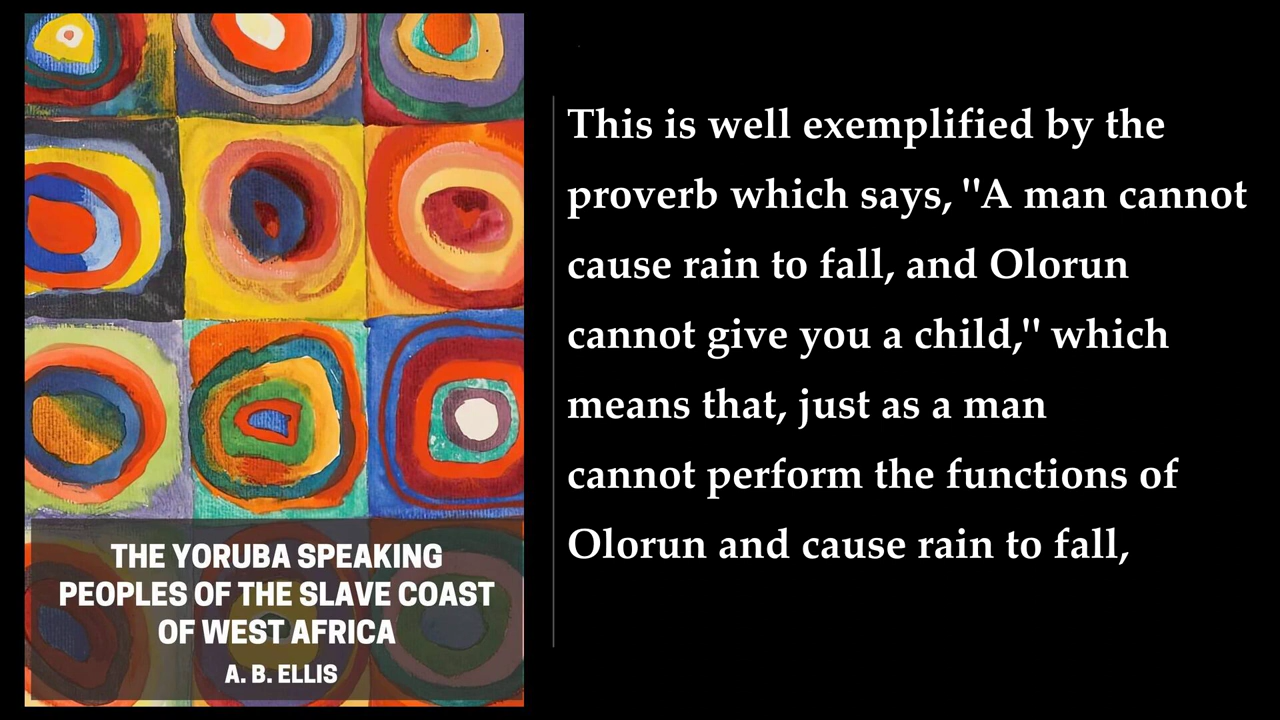 THE YORUBA SPEAKING
PEOPLES OF THE SLAVE COAST
OF WEST AFRICA
A. B. ELLIS
This is well exemplified by the
proverb which says, "A man cannot
cause rain to fall, and Olorun
cannot give you a child," which
means that, just as a man
cannot perform the functions of
Olorun and cause rain to fall,